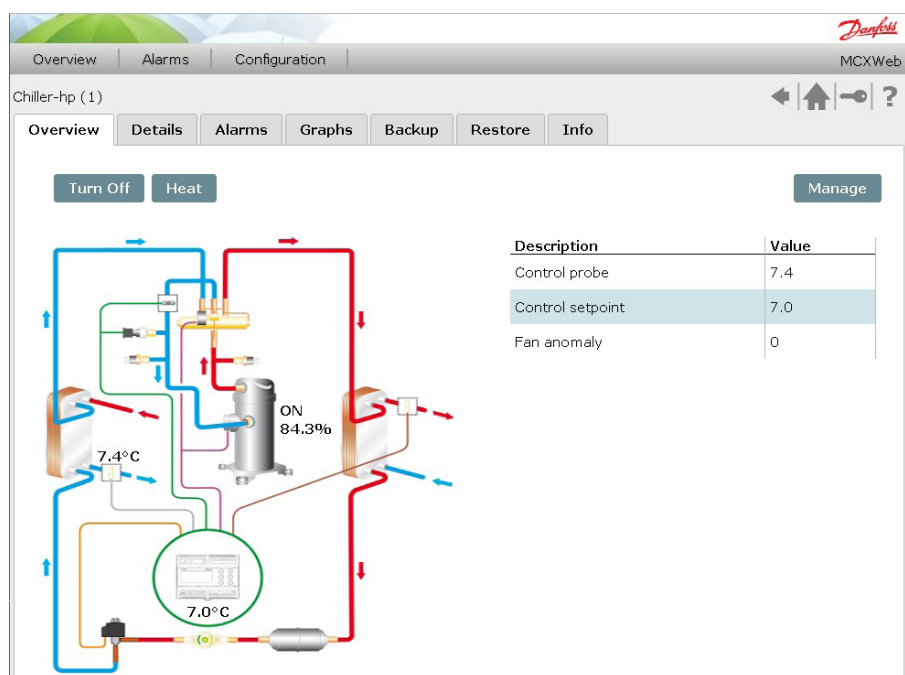 Danfoss
Overview Alarms Configuration MCXWeb
Chiller-hp (1) ?
Overview Details Alarms Graphs Backup Restore Info
Turn Off Heat Manage
Description Value
Control probe 7.4
Control setpoint 7.0
Fan anomaly 0
ON
84.3%
7.4°C
7.0°C